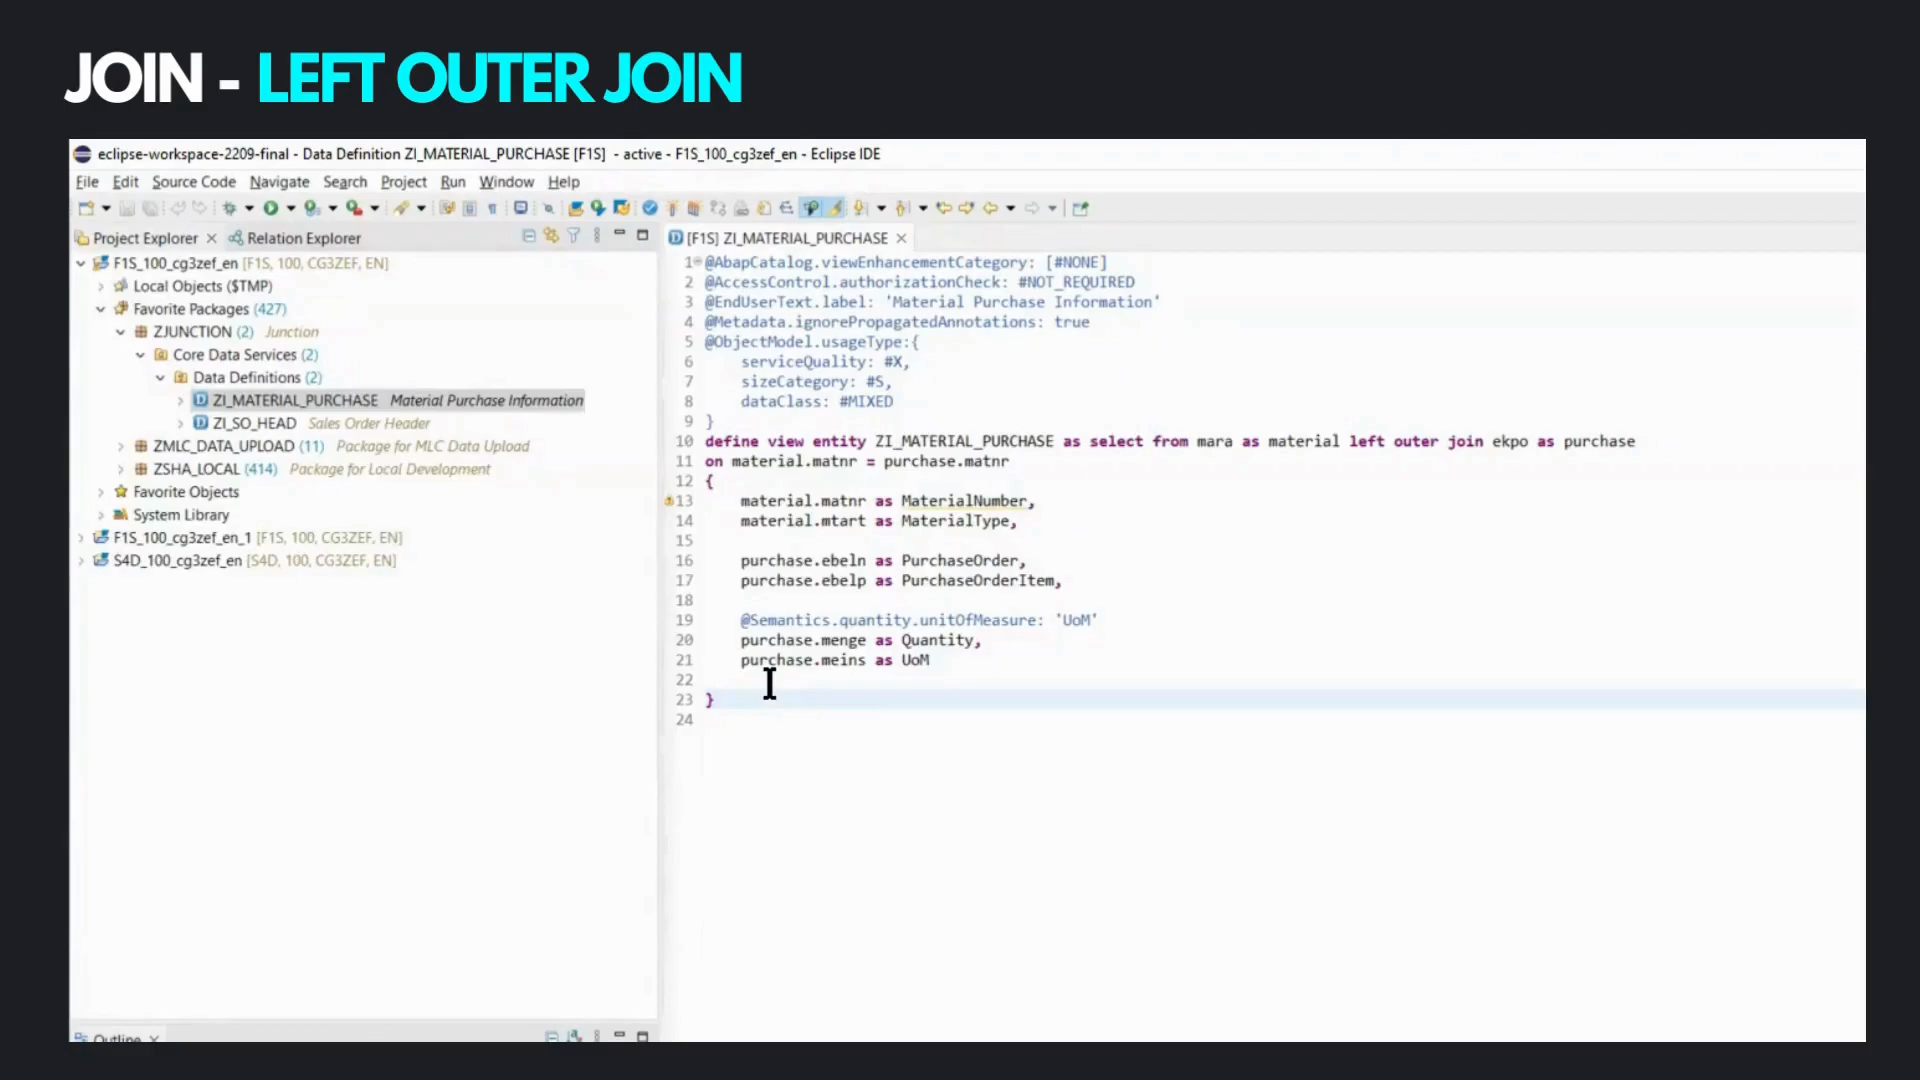 JOIN - LEFT OUTER JOIN
eclipse-workspace-2209-final - Data Definition ZI_MATERIAL_PURCHASE [F1S] - active - F1S_100_cg3zef_en - Eclipse IDE
File Edit Source Code Navigate Search Project Run Window Help
Project Explorer Relation Explorer
F1S_100_cg3zef_en [F1S, 100, CG3ZEF, EN]
Local Objects ($TMP)
Favorite Packages (427)
ZJUNCTION (2) Junction
Core Data Services (2)
Data Definitions (2)
ZI_MATERIAL_PURCHASE Material Purchase Information
ZI_SO_HEAD Sales Order Header
ZMLC_DATA_UPLOAD (11) Package for MLC Data Upload
ZSHA_LOCAL (414) Package for Local Development
Favorite Objects
System Library
F1S_100_cg3zef_en_1 [F1S, 100, CG3ZEF, EN]
S4D_100_cg3zef_en [S4D, 100, CG3ZEF, EN]
Outline
[F1S] ZI_MATERIAL_PURCHASE
1 @AbapCatalog.viewEnhancementCategory: [#NONE]
2 @AccessControl.authorizationCheck: #NOT_REQUIRED
3 @EndUserText.label: 'Material Purchase Information'
4 @Metadata.ignorePropagatedAnnotations: true
5 @ObjectModel.usageType:{
6 serviceQuality: #X,
7 sizeCategory: #S,
8 dataClass: #MIXED
9 }
10 define view entity ZI_MATERIAL_PURCHASE as select from mara as material left outer join ekpo as purchase
11 on material.matnr = purchase.matnr
12 {
13 material.matnr as MaterialNumber,
14 material.mtart as MaterialType,
15
16 purchase.ebeln as PurchaseOrder,
17 purchase.ebelp as PurchaseOrderItem,
18
19 @Semantics.quantity.unitOfMeasure: 'UoM'
20 purchase.menge as Quantity,
21 purchase.meins as UoM
22
23 }
24